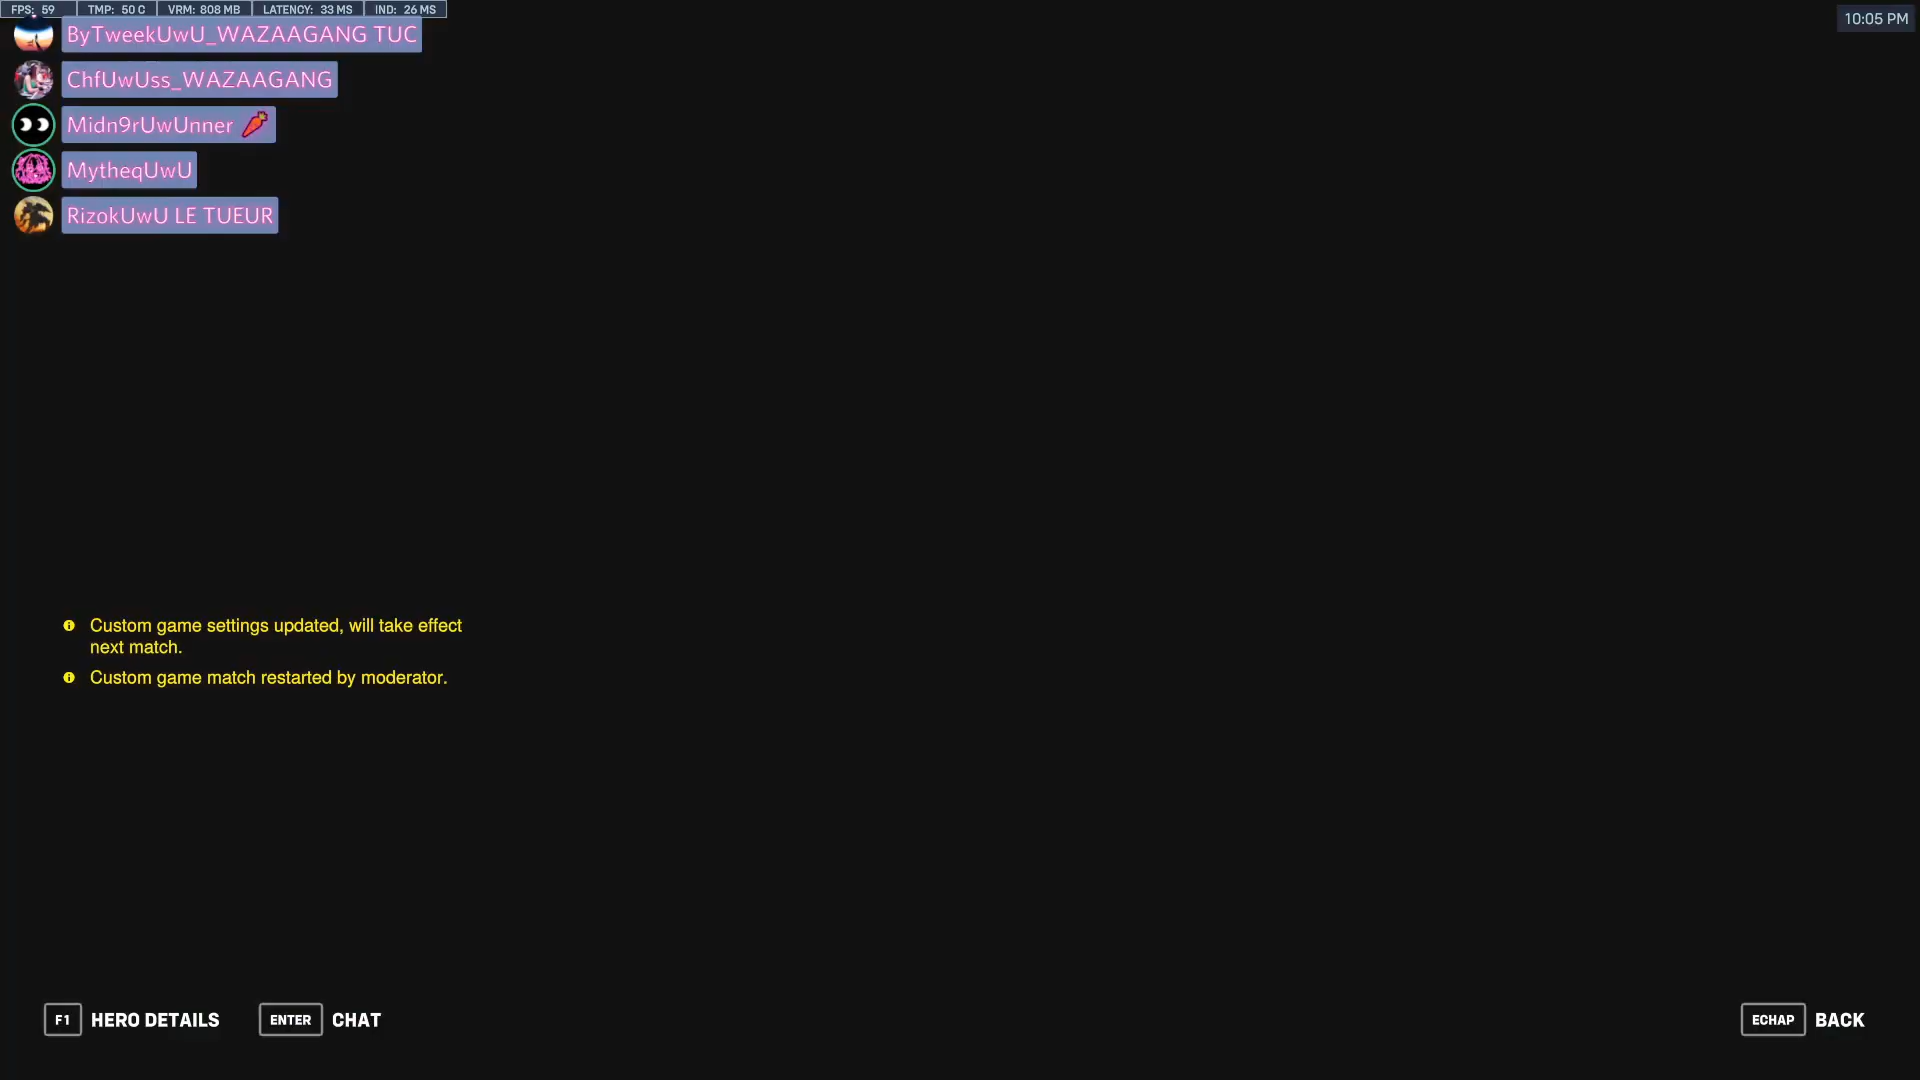 FPS: 59 TMP: 50 C VRM: 808 MB LATENCY: 33 MS IND: 26 MS
10:05 PM
ByTweekUwU_WAZAAGANG TUC
ChfUwUss_WAZAAGANG
Midn9rUwUnner 🥕
MytheqUwU
RizokUwU LE TUEUR
Custom game settings updated, will take effect
next match.
Custom game match restarted by moderator.
F1 HERO DETAILS ENTER CHAT ECHAP BACK